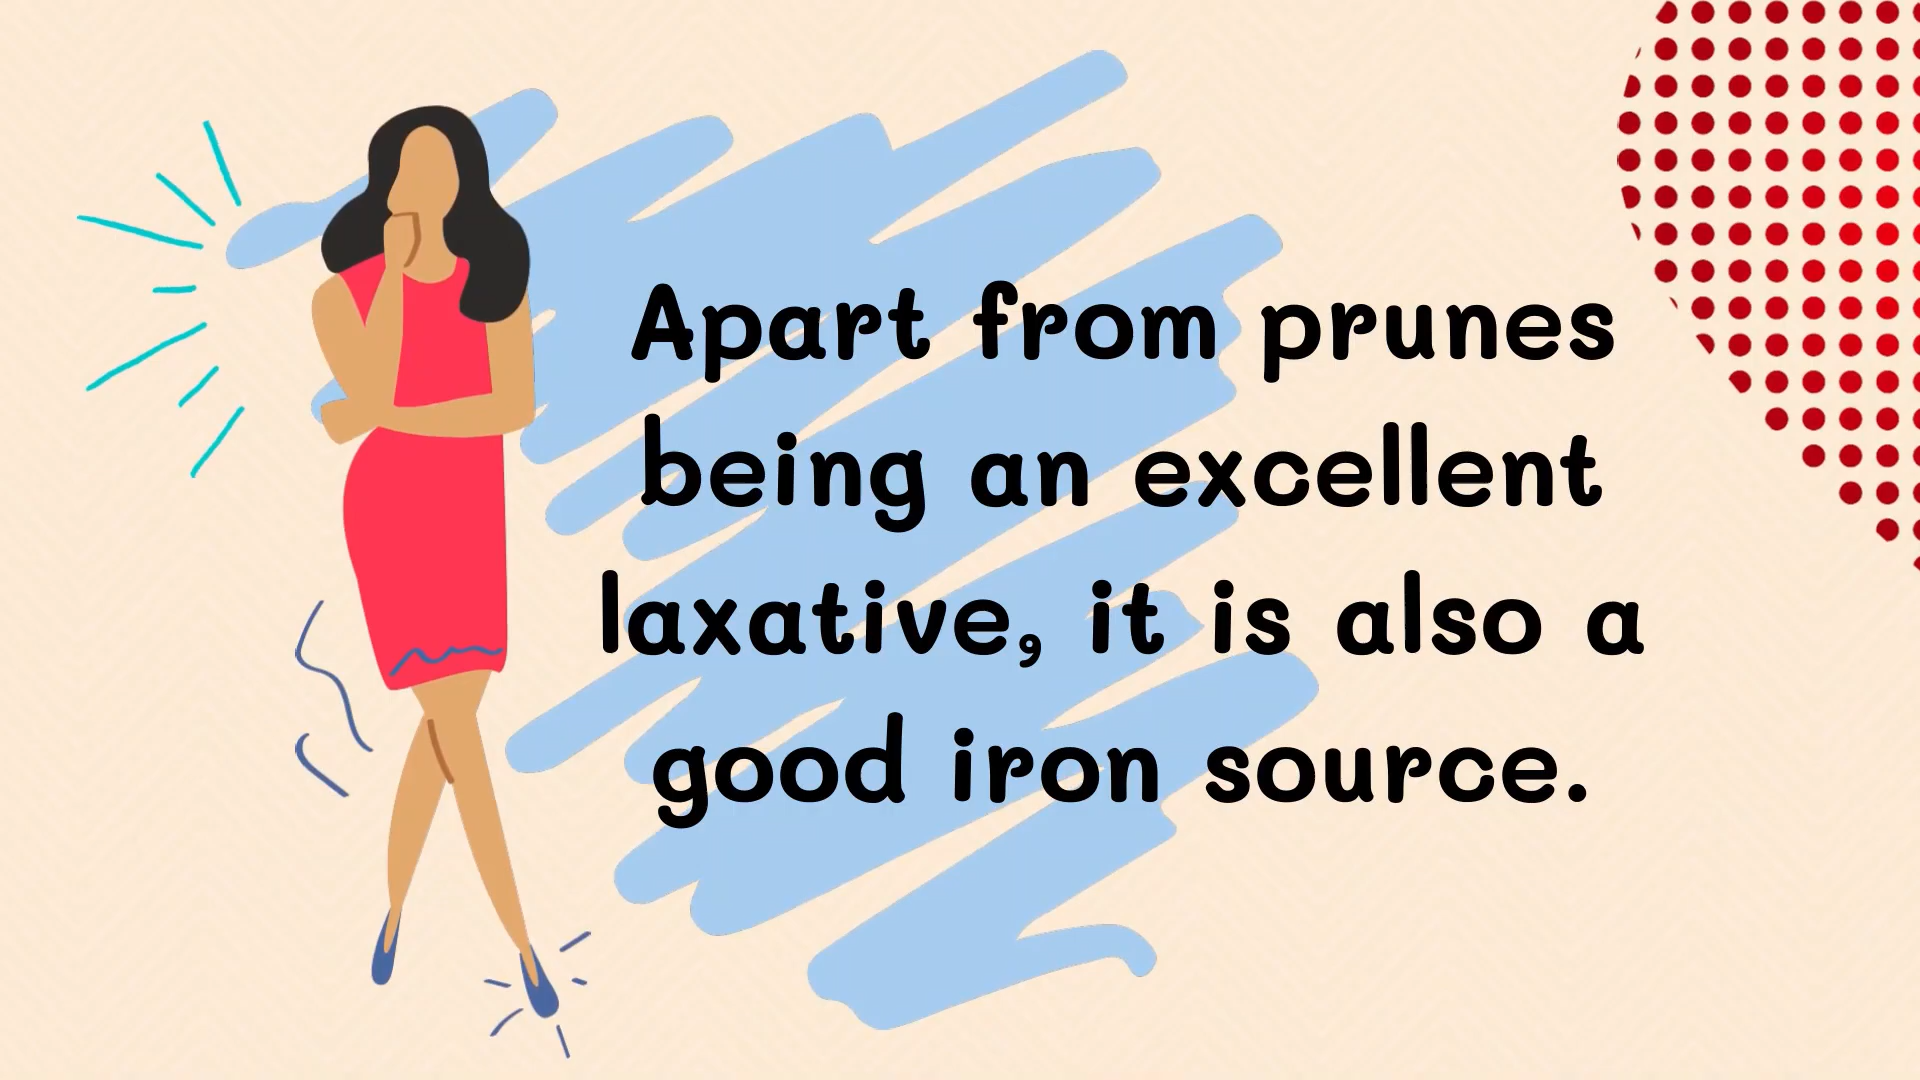 Apart from prunes
being an excellent
laxative, it is also a
good iron source.